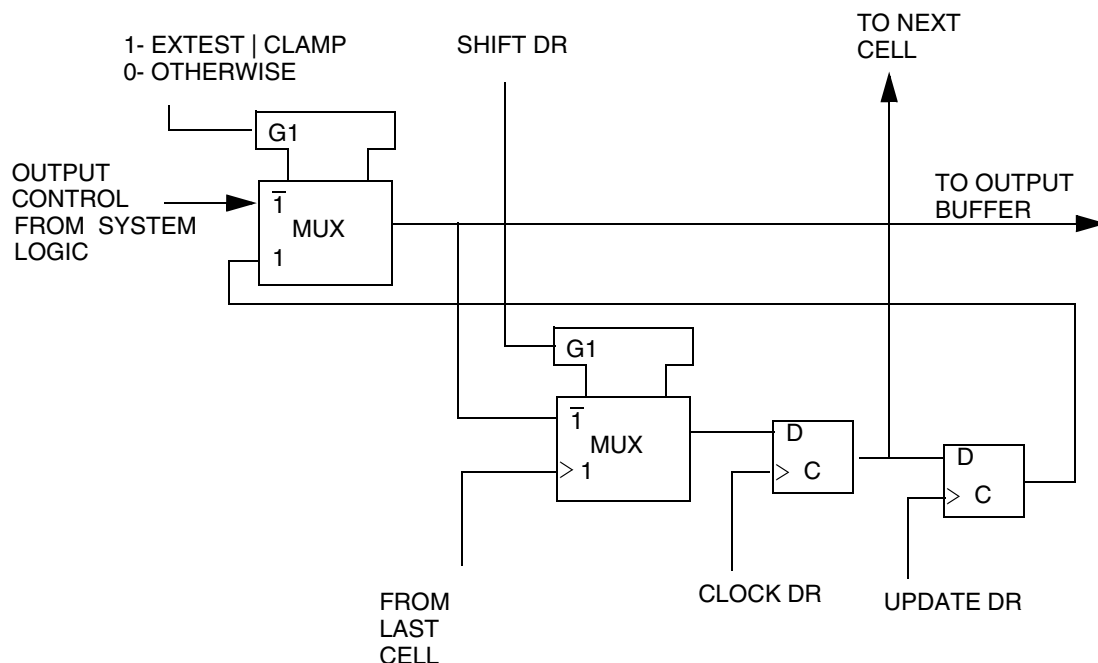 1- EXTEST | CLAMP
0- OTHERWISE
SHIFT DR
TO NEXT
CELL
G1
OUTPUT
CONTROL
FROM SYSTEM
LOGIC
1
MUX
1
TO OUTPUT
BUFFER
G1
1
MUX
1
D
C
D
C
FROM
LAST
CELL
CLOCK DR
UPDATE DR